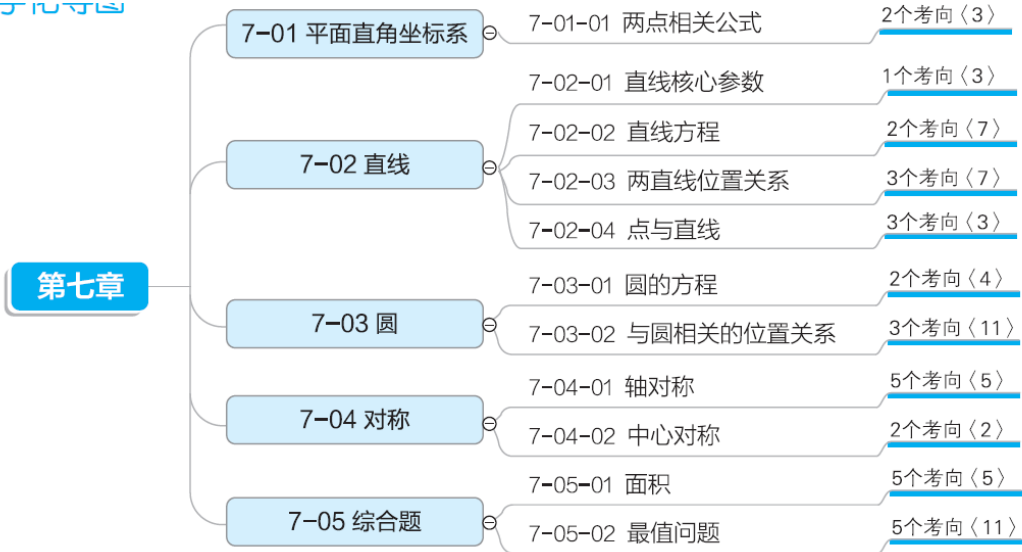 字化导图
7-01 平面直角坐标系
7-01-01 两点相关公式
2个考向〈3〉
7-02 直线
7-02-01 直线核心参数
1个考向〈3〉
7-02-02 直线方程
2个考向〈7〉
7-02-03 两直线位置关系
3个考向〈7〉
7-02-04 点与直线
3个考向〈3〉
第七章
7-03 圆
7-03-01 圆的方程
2个考向〈4〉
7-03-02 与圆相关的位置关系
3个考向〈11〉
7-04 对称
7-04-01 轴对称
5个考向〈5〉
7-04-02 中心对称
2个考向〈2〉
7-05 综合题
7-05-01 面积
5个考向〈5〉
7-05-02 最值问题
5个考向〈11〉